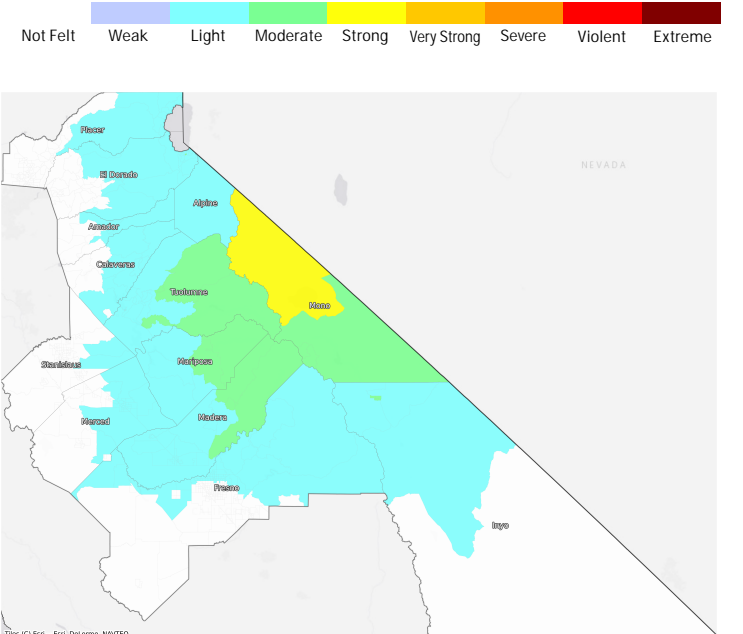 Not Felt Weak Light Moderate Strong Very Strong Severe Violent Extreme
Placer
NEVADA
El Dorado
Alpine
Amador
Calaveras
Tuolumne
Mono
Mariposa
Stanislaus
Madera
Merced
Fresno
Inyo